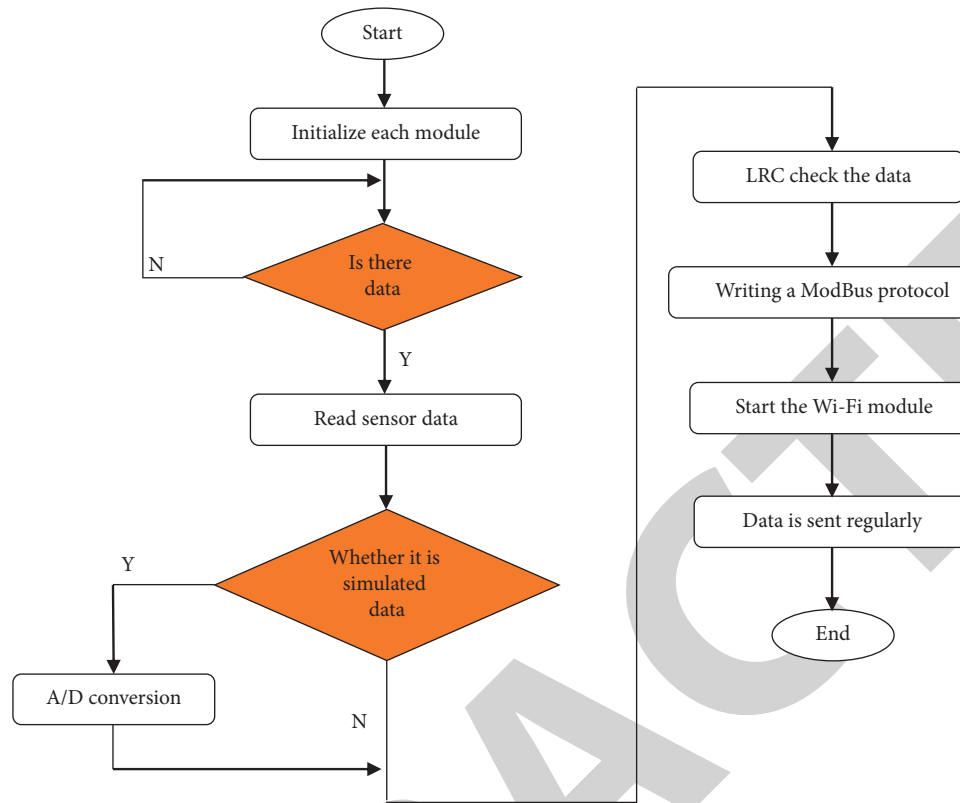 Start
Initialize each module
N
Is there
data
Y
Read sensor data
Whether it is
simulated
data
Y
A/D conversion
N
LRC check the data
Writing a ModBus protocol
Start the Wi-Fi module
Data is sent regularly
End